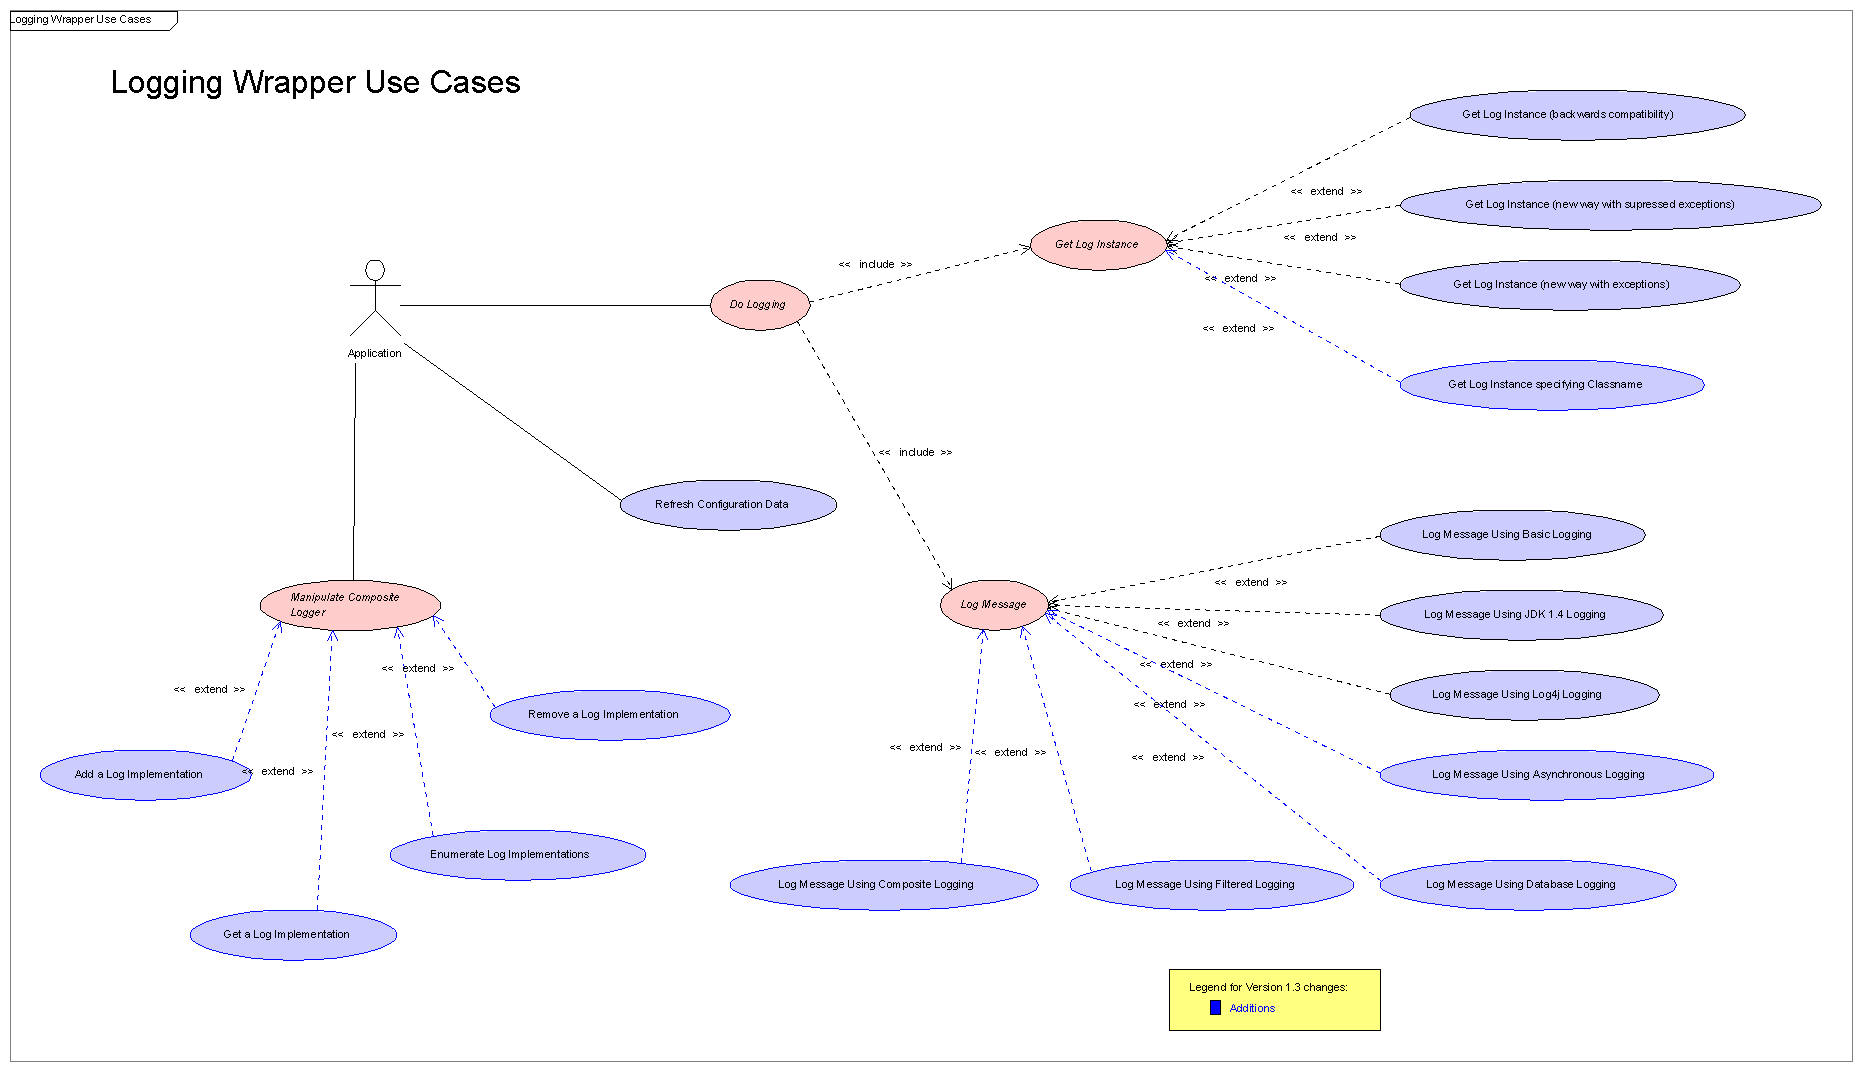 Logging Wrapper Use Cases
Logging Wrapper Use Cases
Get Log Instance (backwards compatibility)
<< extend >>
Get Log Instance (new way with supressed exceptions)
<< extend >>
Get Log Instance
<< include >>
<< extend >>
Get Log Instance (new way with exceptions)
Do Logging
<< extend >>
Application
Get Log Instance specifying Classname
<< include >>
Refresh Configuration Data
Log Message Using Basic Logging
<< extend >>
Manipulate Composite
Logger
Log Message
Log Message Using JDK 1.4 Logging
<< extend >>
<< extend >>
<< extend >>
<< extend >>
Log Message Using Log4j Logging
<< extend >>
Remove a Log Implementation
<< extend >>
<< extend >>
<< extend >>
<< extend >>
Add a Log Implementation
<< extend >>
Log Message Using Asynchronous Logging
Enumerate Log Implementations
Log Message Using Composite Logging
Log Message Using Filtered Logging
Log Message Using Database Logging
Get a Log Implementation
Legend for Version 1.3 changes:
Additions